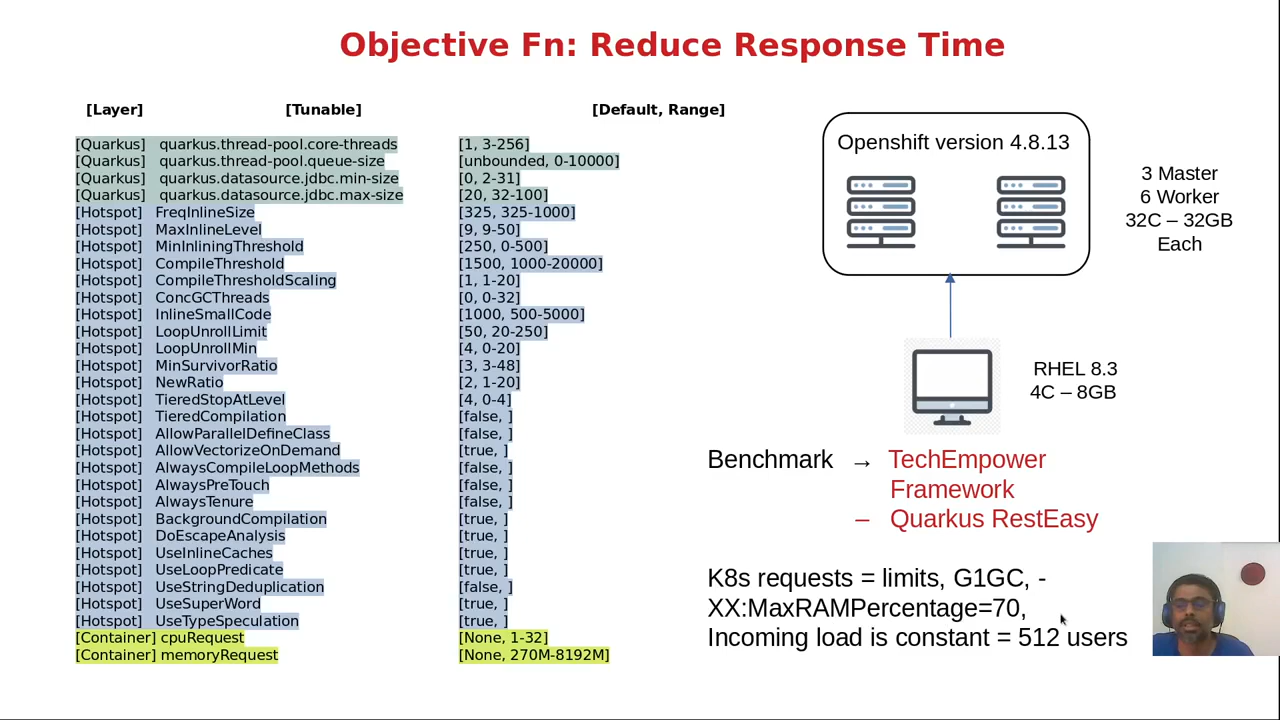 Objective Fn: Reduce Response Time
[Layer] [Tunable] [Default, Range]
[Quarkus] quarkus.thread-pool.core-threads [1, 3-256]
[Quarkus] quarkus.thread-pool.queue-size [unbounded, 0-10000]
[Quarkus] quarkus.datasource.jdbc.min-size [0, 2-31]
[Quarkus] quarkus.datasource.jdbc.max-size [20, 32-100]
[Hotspot] FreqInlineSize [325, 325-1000]
[Hotspot] MaxInlineLevel [9, 9-50]
[Hotspot] MinInliningThreshold [250, 0-500]
[Hotspot] CompileThreshold [1500, 1000-20000]
[Hotspot] CompileThresholdScaling [1, 1-20]
[Hotspot] ConcGCThreads [0, 0-32]
[Hotspot] InlineSmallCode [1000, 500-5000]
[Hotspot] LoopUnrollLimit [50, 20-250]
[Hotspot] LoopUnrollMin [4, 0-20]
[Hotspot] MinSurvivorRatio [3, 3-48]
[Hotspot] NewRatio [2, 1-20]
[Hotspot] TieredStopAtLevel [4, 0-4]
[Hotspot] TieredCompilation [false, ]
[Hotspot] AllowParallelDefineClass [false, ]
[Hotspot] AllowVectorizeOnDemand [true, ]
[Hotspot] AlwaysCompileLoopMethods [false, ]
[Hotspot] AlwaysPreTouch [false, ]
[Hotspot] AlwaysTenure [false, ]
[Hotspot] BackgroundCompilation [true, ]
[Hotspot] DoEscapeAnalysis [true, ]
[Hotspot] UseInlineCaches [true, ]
[Hotspot] UseLoopPredicate [true, ]
[Hotspot] UseStringDeduplication [false, ]
[Hotspot] UseSuperWord [true, ]
[Hotspot] UseTypeSpeculation [true, ]
[Container] cpuRequest [None, 1-32]
[Container] memoryRequest [None, 270M-8192M]
Openshift version 4.8.13
3 Master
6 Worker
32C – 32GB
Each
RHEL 8.3
4C – 8GB
Benchmark → TechEmpower
Framework
– Quarkus RestEasy
K8s requests = limits, G1GC, -
XX:MaxRAMPercentage=70,
Incoming load is constant = 512 users